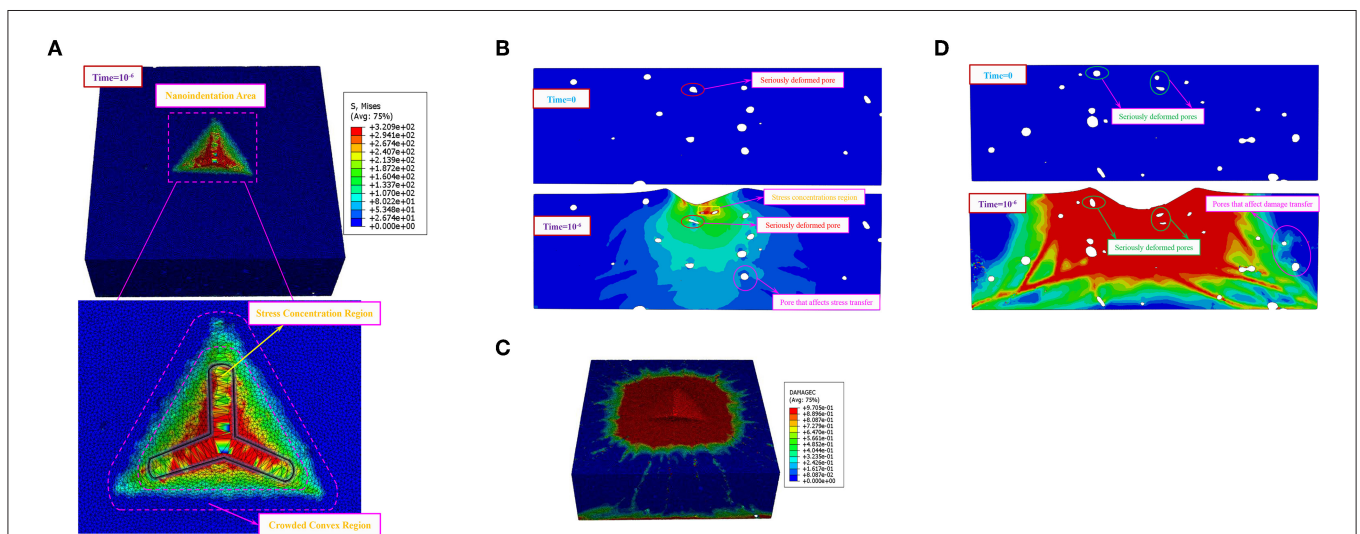 A
Time=10-6
Nanoindentation Area
S, Mises
(Avg: 75%)
+3.209e+02
+2.941e+02
+2.674e+02
+2.407e+02
+2.139e+02
+1.872e+02
+1.604e+02
+1.337e+02
+1.070e+02
+8.022e+01
+5.348e+01
+2.674e+01
+0.000e+00
Stress Concentration Region
Crowded Convex Region
B
Time=0
Seriously deformed pore
Time=10-6
Stress concentrations region
Seriously deformed pore
Pore that affects stress transfer
C
DAMAGEC
(Avg: 75%)
+9.705e-01
+8.896e-01
+8.087e-01
+7.279e-01
+6.470e-01
+5.661e-01
+4.852e-01
+4.044e-01
+3.235e-01
+2.426e-01
+1.617e-01
+8.087e-02
+0.000e+00
D
Time=0
Seriously deformed pores
Time=10-6
Pores that affect damage transfer
Seriously deformed pores